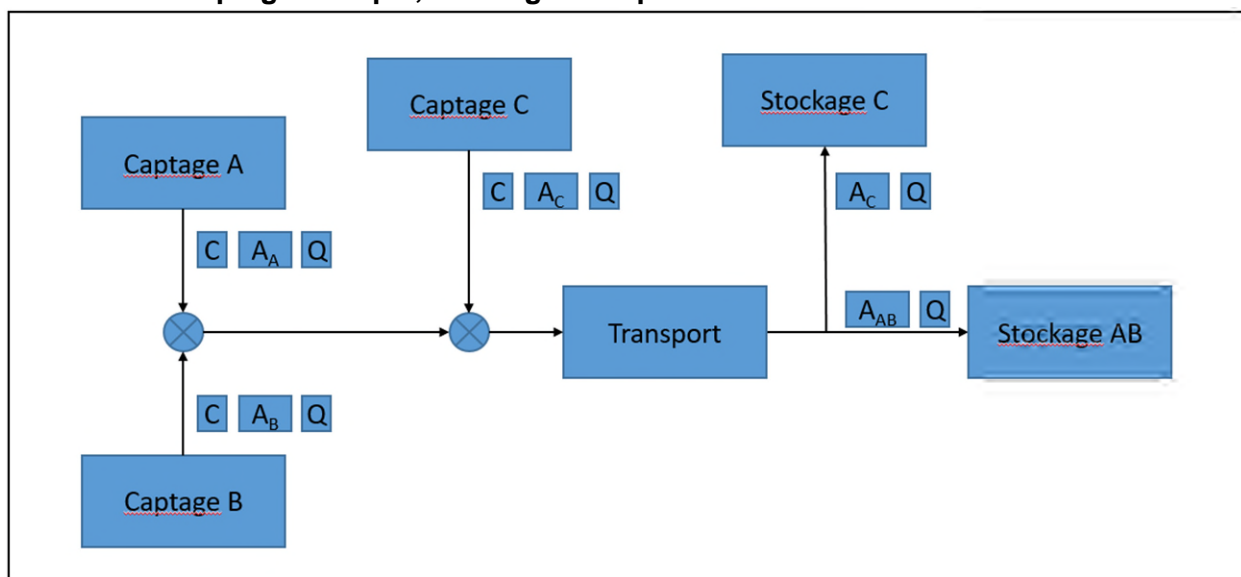 Captage C
Stockage C
Captage A
C A_C Q
A_C Q
C A_A Q
A_AB Q
Transport
Stockage AB
C A_B Q
Captage B